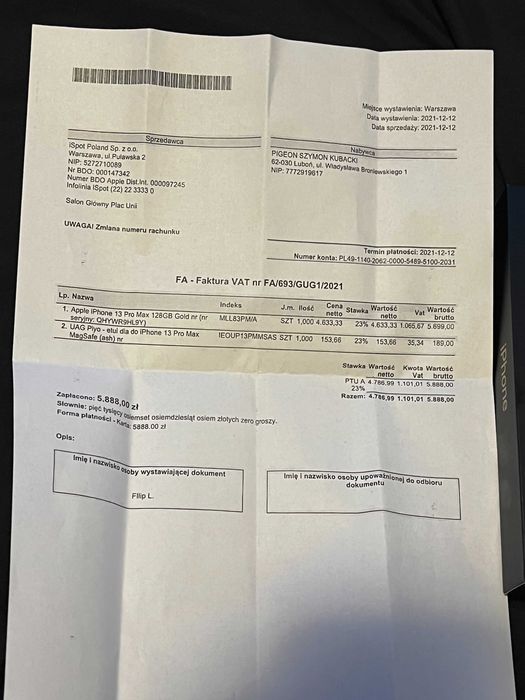 Miejsce wystawienia: Warszawa
Data wystawienia: 2021-12-12
Data sprzedaży: 2021-12-12
Sprzedawca
iSpot Poland Sp. z o.o.
Warszawa, ul.Puławska 2
NIP: 5272710089
Nr BDO: 000147342
Numer BDO Apple Dist.Int. 000097245
Infolinia iSpot (22) 22 3333 0
Salon Główny Plac Unii
UWAGA! Zmiana numeru rachunku
Nabywca
PIGEON SZYMON KUBACKI
62-030 Luboń, ul. Władysława Broniewskiego 1
NIP: 7772919617
Termin płatności: 2021-12-12
Numer konta: PL49-1140-2062-0000-5489-5100-2031
FA - Faktura VAT nr FA/693/GUG1/2021
Lp. Nazwa Indeks J.m. Ilość Cena netto Stawka Wartość netto Vat Wartość brutto
1. Apple iPhone 13 Pro Max 128GB Gold nr (nr seryjny: QHYWR9HL9Y) MLL83PM/A SZT 1,000 4.633,33 23% 4.633,33 1.065,67 5.699,00
2. UAG Plyo - etui dla do iPhone 13 Pro Max MagSafe (ash) nr IEOUP13PMMSAS SZT 1,000 153,66 23% 153,66 35,34 189,00
Stawka Wartość netto Kwota Vat Wartość brutto
PTU A 23% 4.786,99 1.101,01 5.888,00
Razem: 4.786,99 1.101,01 5.888,00
Zapłacono: 5.888,00 zł
Słownie: pięć tysięcy osiemset osiemdziesiąt osiem złotych zero groszy.
Forma płatności - Karta: 5888.00 zł
Opis:
Imię i nazwisko osoby wystawiającej dokument
Filip L.
Imię i nazwisko osoby upoważnionej do odbioru dokumentu
iPhone